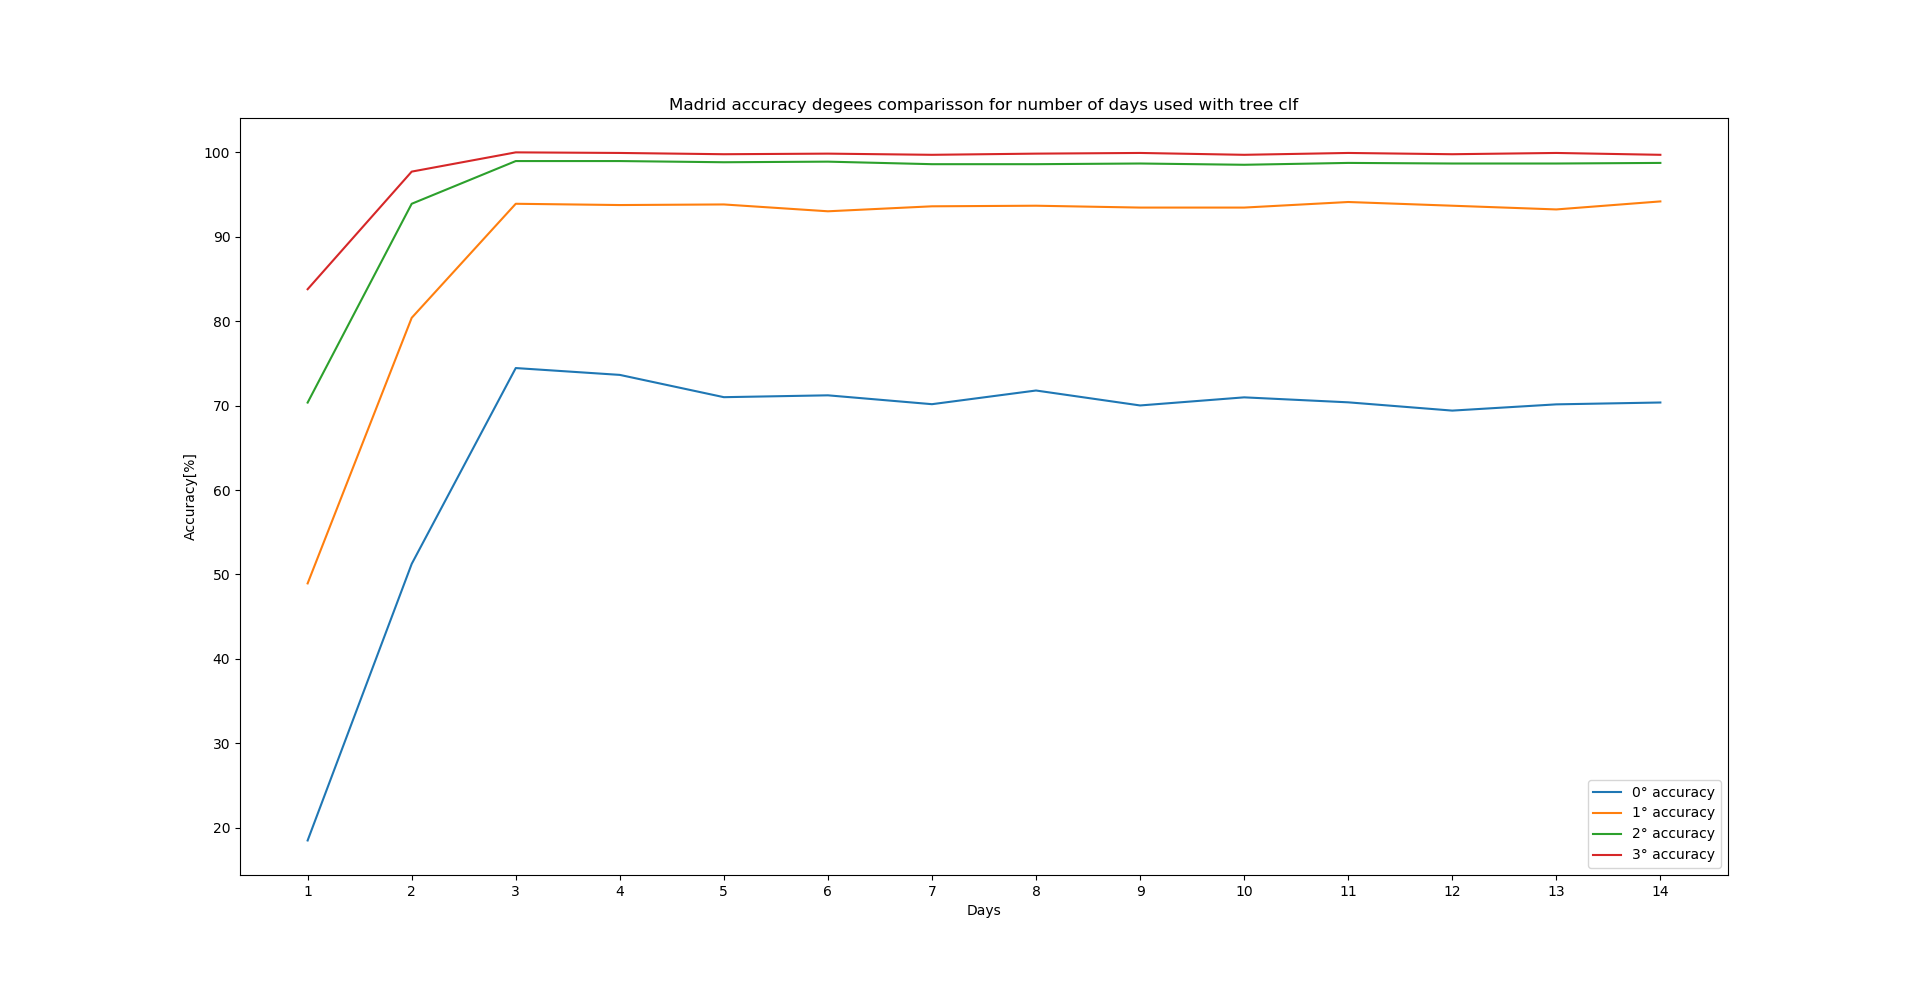 Madrid accuracy degees comparisson for number of days used with tree clf
Accuracy[%]
100
90
80
70
60
50
40
30
20
0° accuracy
1° accuracy
2° accuracy
3° accuracy
1 2 3 4 5 6 7 8 9 10 11 12 13 14
Days